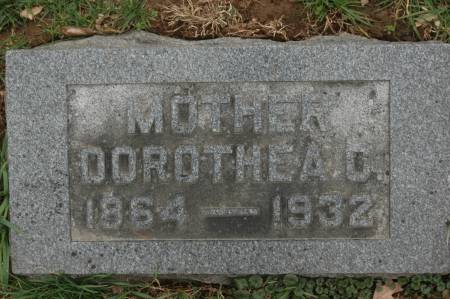 MOTHER
DOROTHEA D.
1864 — 1932